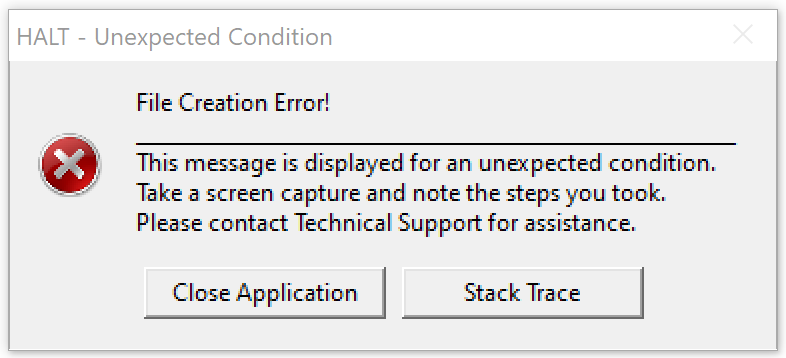 HALT - Unexpected Condition
File Creation Error!
This message is displayed for an unexpected condition.
Take a screen capture and note the steps you took.
Please contact Technical Support for assistance.
Close Application
Stack Trace